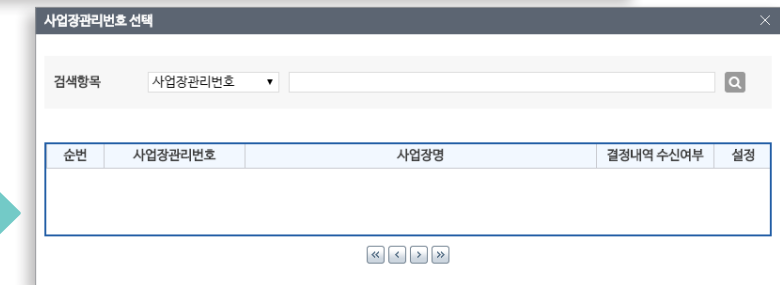 사업장관리번호 선택
검색항목 사업장관리번호
순번 사업장관리번호 사업장명 결정내역 수신여부 설정